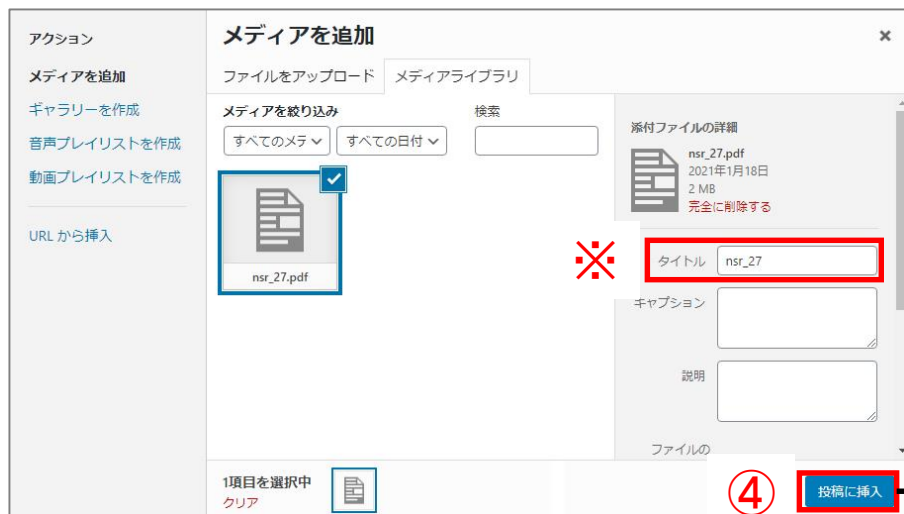 アクション
メディアを追加
ギャラリーを作成
音声プレイリストを作成
動画プレイリストを作成
URL から挿入
メディアを追加
×
ファイルをアップロード
メディアライブラリ
メディアを絞り込み
検索
すべてのメデ
すべての日付
nsr_27.pdf
添付ファイルの詳細
nsr_27.pdf
2021年1月18日
2 MB
完全に削除する
※
タイトル
nsr_27
キャプション
説明
ファイルの
1項目を選択中
クリア
④
投稿に挿入